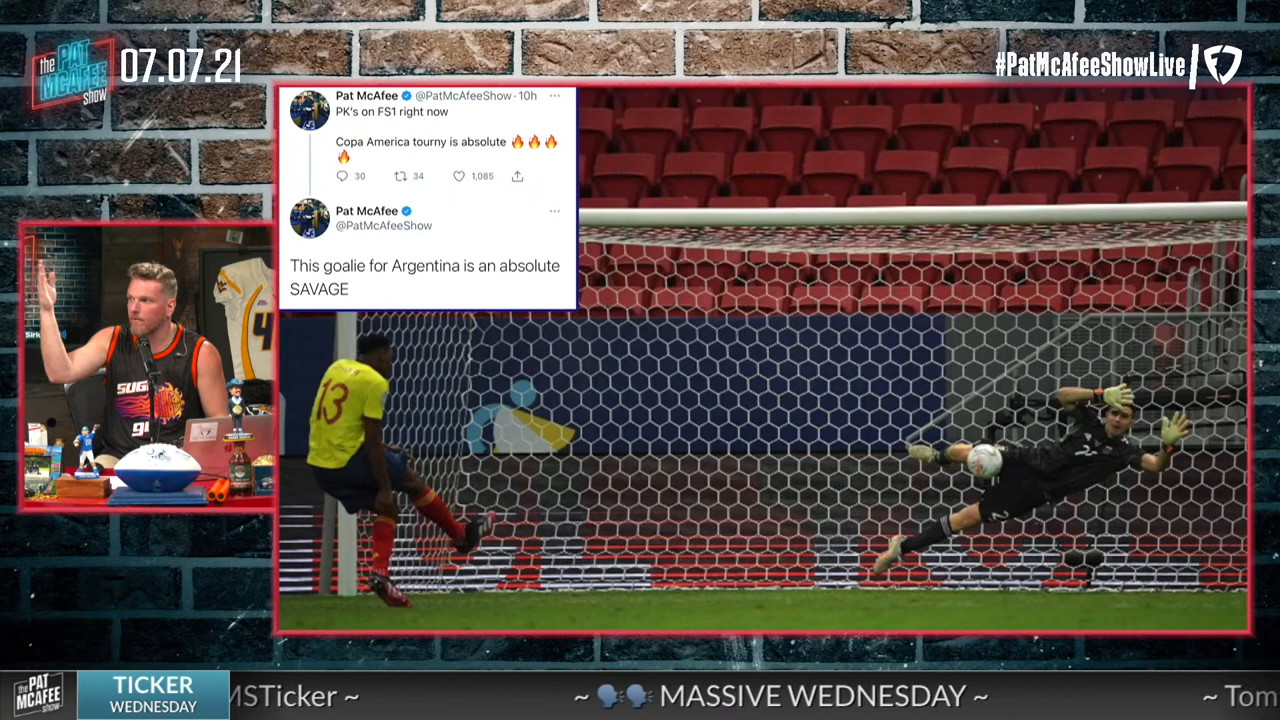 the PAT MCAFEE show
07.07.21
#PatMcAfeeShowLive
Pat McAfee @PatMcAfeeShow · 10h
PK's on FS1 right now
Copa America tourny is absolute 🔥🔥🔥
🔥
30 34 1,085
Pat McAfee
@PatMcAfeeShow
This goalie for Argentina is an absolute
SAVAGE
13
4
the PAT MCAFEE show
TICKER
WEDNESDAY
MSTicker ~ ~ 🗣️🗣️ MASSIVE WEDNESDAY ~ ~ Tom